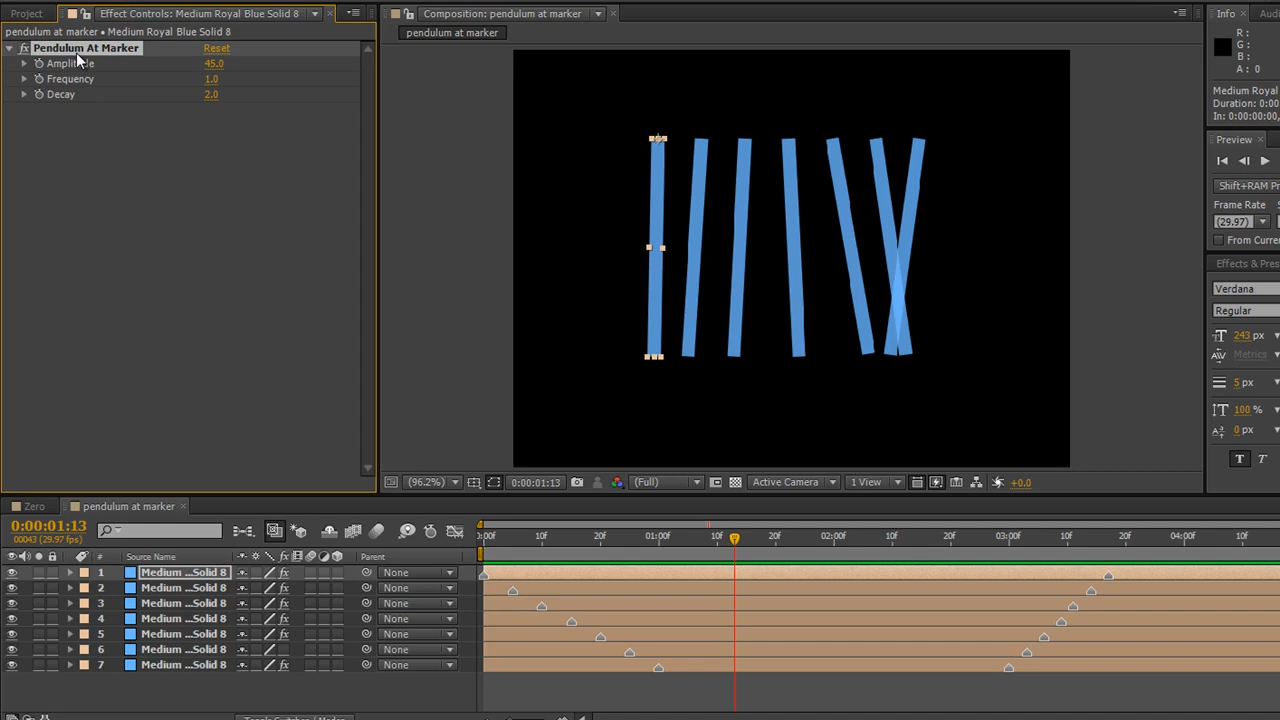 Project
Effect Controls: Medium Royal Blue Solid 8
Composition: pendulum at marker
Info
pendulum at marker • Medium Royal Blue Solid 8
pendulum at marker
R :
G :
B :
A : 0
fx Pendulum At Marker Reset
Amplitude 45.0
Frequency 1.0
Decay 2.0
Medium Royal
Duration: 0:00
In: 0:00:00:00,
Preview
Shift+RAM Pr
Frame Rate
(29.97)
From Curre
Effects & Pres
Verdana
Regular
243 px
Metrics
5 px
100 %
0 px
T T
(96.2%) 0:00:01:13 (Full) Active Camera 1 View +0.0
Zero pendulum at marker
0:00:01:13
00043 (29.97 fps)
:00F 10f 20f 01:00F 10f 20f 02:00F 10f 20f 03:00F 10f 20f 04:00F 10f
# Source Name fx Parent
1 Medium ...Solid 8 fx None
2 Medium ...Solid 8 fx None
3 Medium ...Solid 8 fx None
4 Medium ...Solid 8 fx None
5 Medium ...Solid 8 fx None
6 Medium ...Solid 8 fx None
7 Medium ...Solid 8 fx None
Toggle Switches / Modes